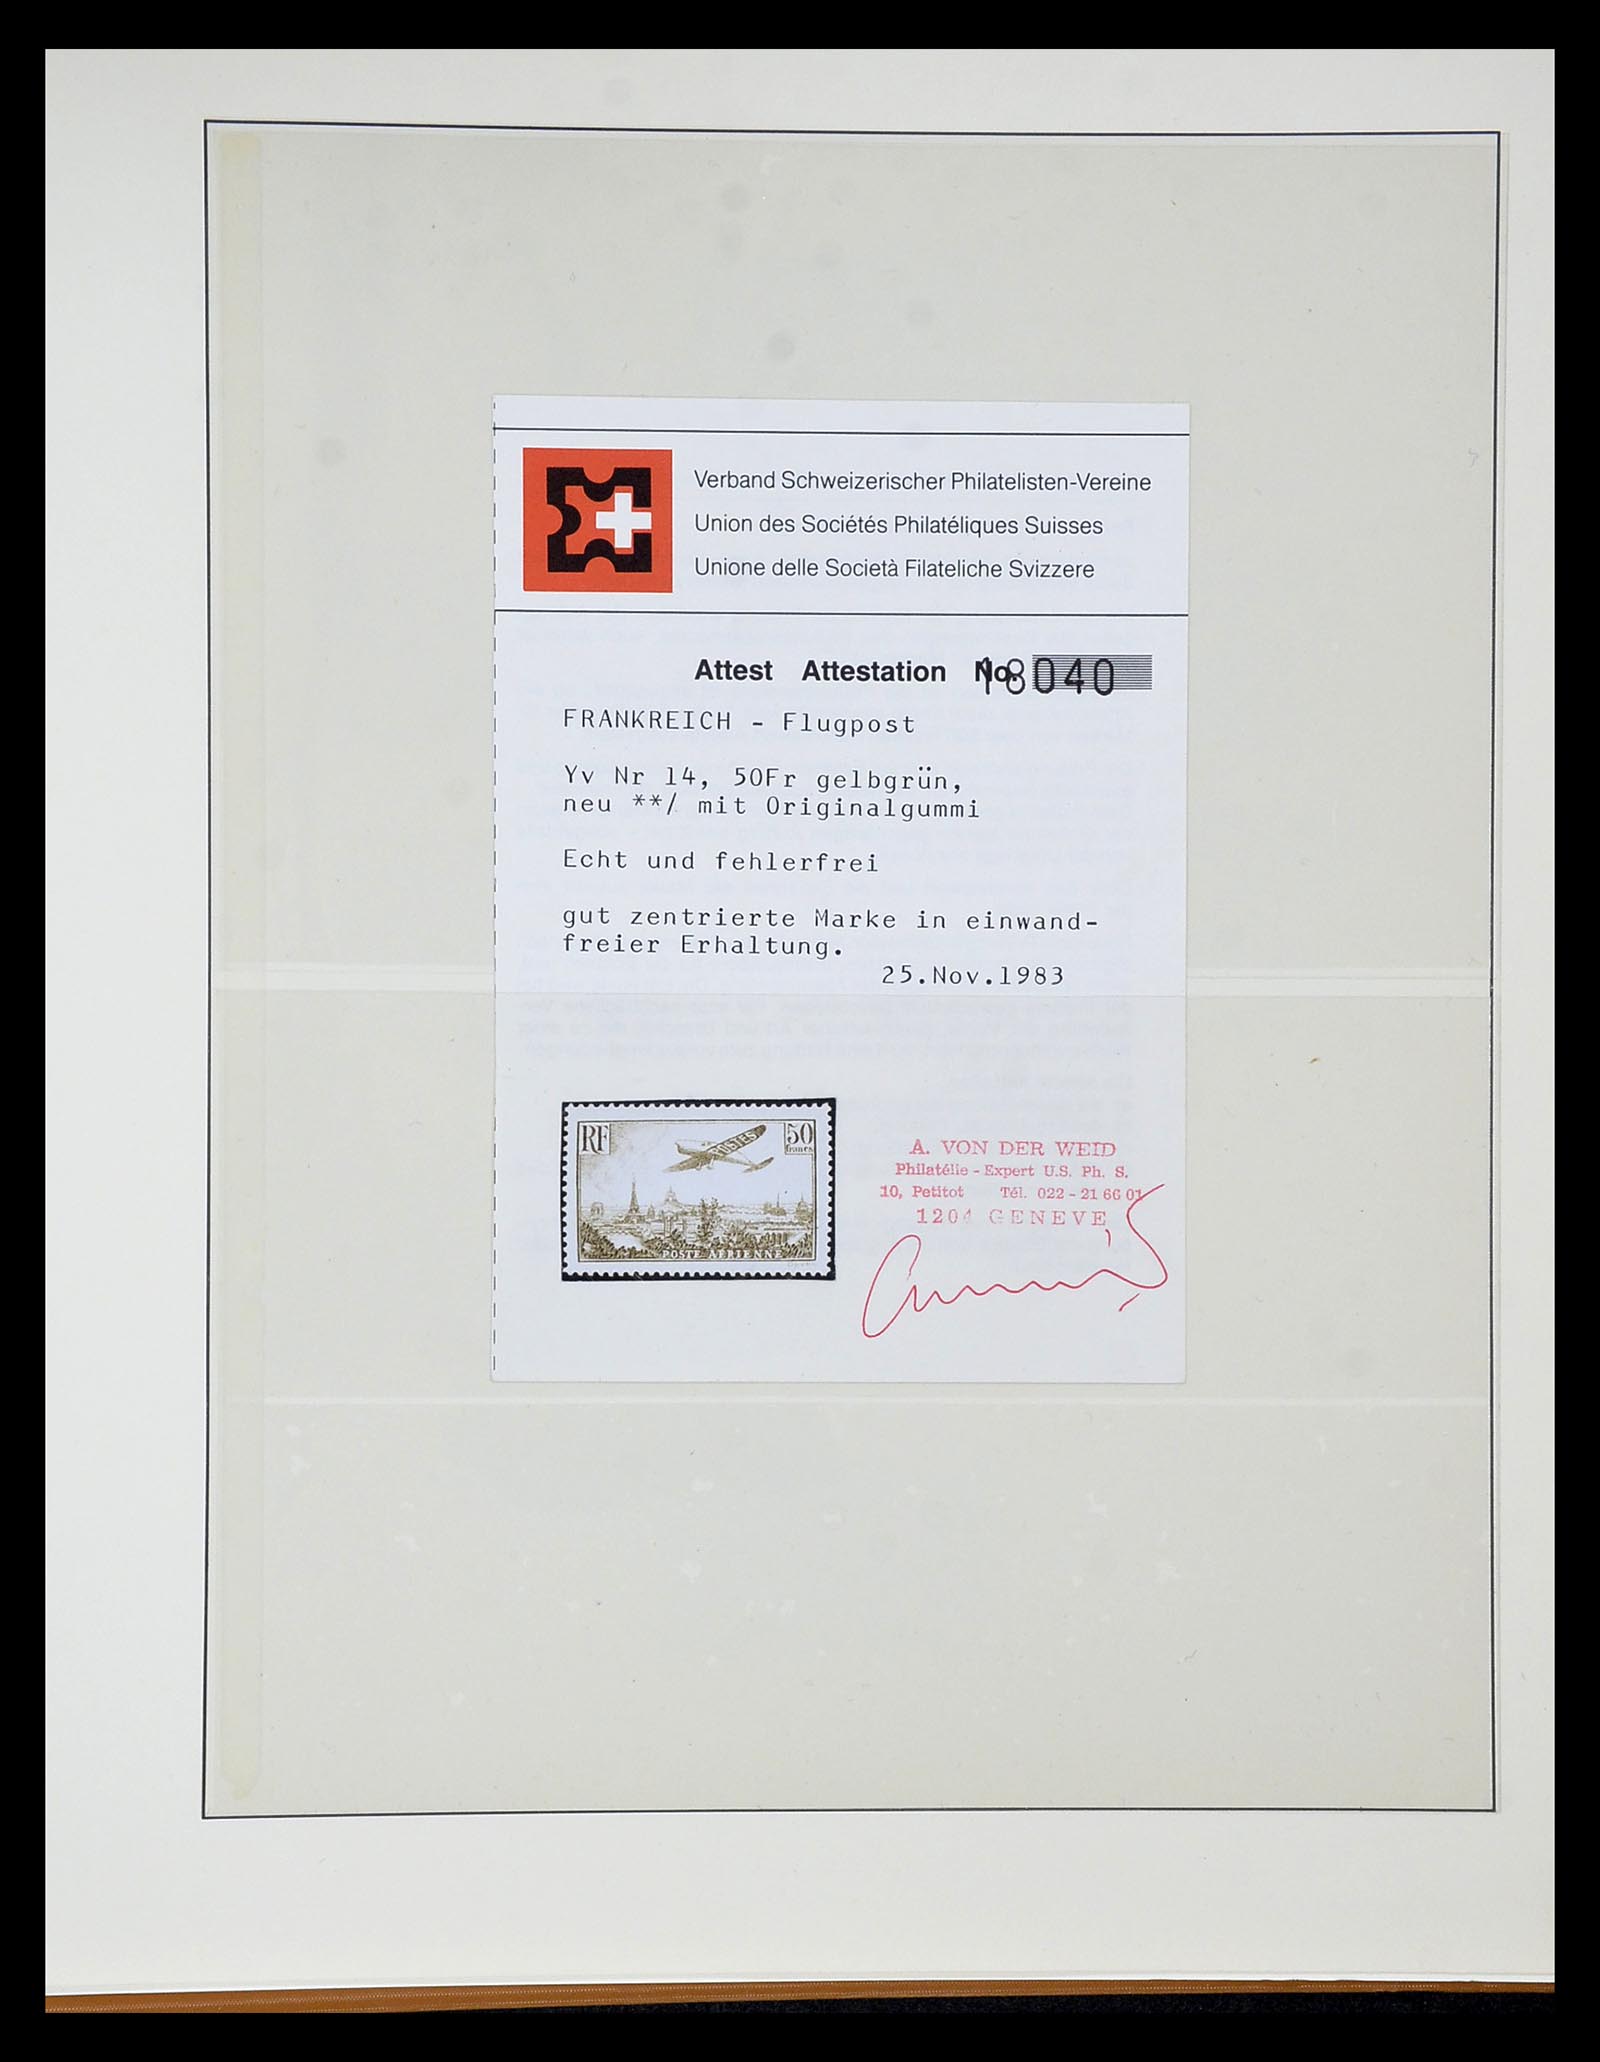 Verband Schweizerischer Philatelisten-Vereine
Union des Sociétés Philatéliques Suisses
Unione delle Società Filateliche Svizzere
Attest Attestation No. 18040
FRANKREICH - Flugpost
Yv Nr 14, 50Fr gelbgrün,
neu **/ mit Originalgummi
Echt und fehlerfrei
gut zentrierte Marke in einwand-
freier Erhaltung.
25.Nov.1983
RF
50
francs
POSTES
POSTE AÉRIENNE
A. VON DER WEID
Philatélie - Expert U.S. Ph. S.
10, Petitot Tél. 022 - 21 66 01
1204 GENEVE